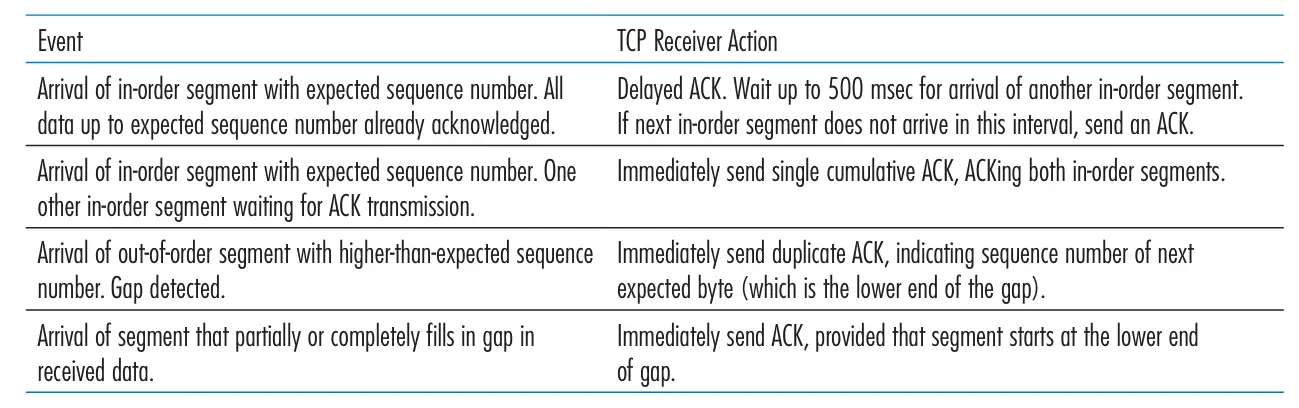 Event
TCP Receiver Action
Arrival of in-order segment with expected sequence number. All
data up to expected sequence number already acknowledged.
Delayed ACK. Wait up to 500 msec for arrival of another in-order segment.
If next in-order segment does not arrive in this interval, send an ACK.
Arrival of in-order segment with expected sequence number. One
other in-order segment waiting for ACK transmission.
Immediately send single cumulative ACK, ACKing both in-order segments.
Arrival of out-of-order segment with higher-than-expected sequence
number. Gap detected.
Immediately send duplicate ACK, indicating sequence number of next
expected byte (which is the lower end of the gap).
Arrival of segment that partially or completely fills in gap in
received data.
Immediately send ACK, provided that segment starts at the lower end
of gap.